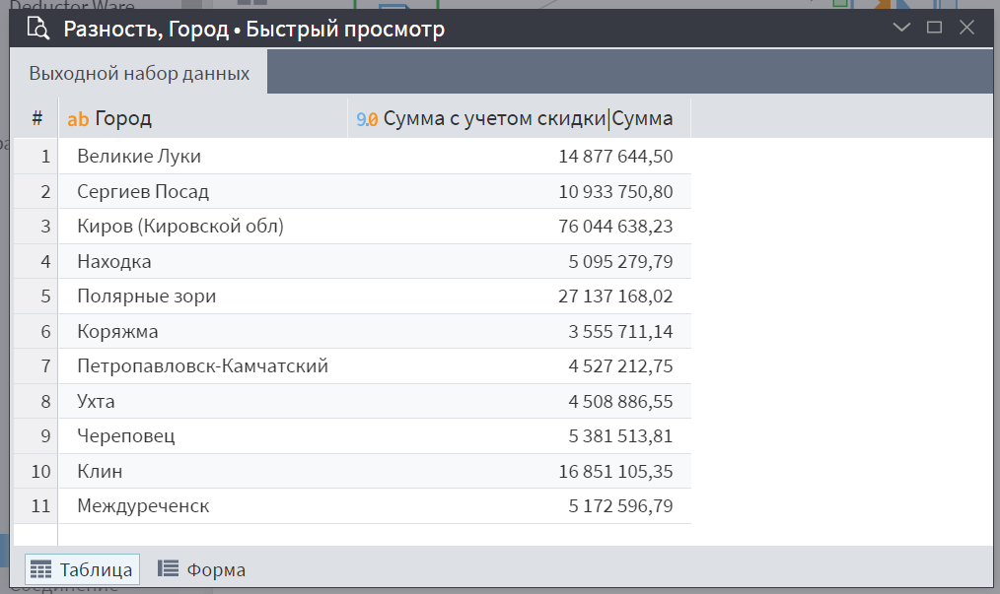 Deductor Ware
Разность, Город • Быстрый просмотр
Выходной набор данных
# ab Город 9.0 Сумма с учетом скидки|Сумма
1 Великие Луки 14 877 644,50
2 Сергиев Посад 10 933 750,80
3 Киров (Кировской обл) 76 044 638,23
4 Находка 5 095 279,79
5 Полярные зори 27 137 168,02
6 Коряжма 3 555 711,14
7 Петропавловск-Камчатский 4 527 212,75
8 Ухта 4 508 886,55
9 Череповец 5 381 513,81
10 Клин 16 851 105,35
11 Междуреченск 5 172 596,79
Таблица Форма
Соединение